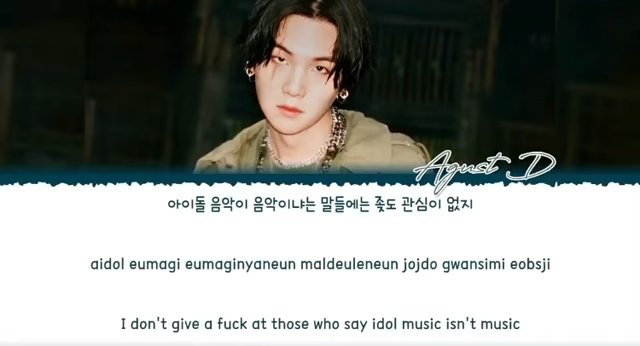 Agust D
아이돌 음악이 음악이냐는 말들에는 좆도 관심이 없지
aidol eumagi eumaginyaneun maldeuleneun jojdo gwansimi eobsji
I don't give a fuck at those who say idol music isn't music